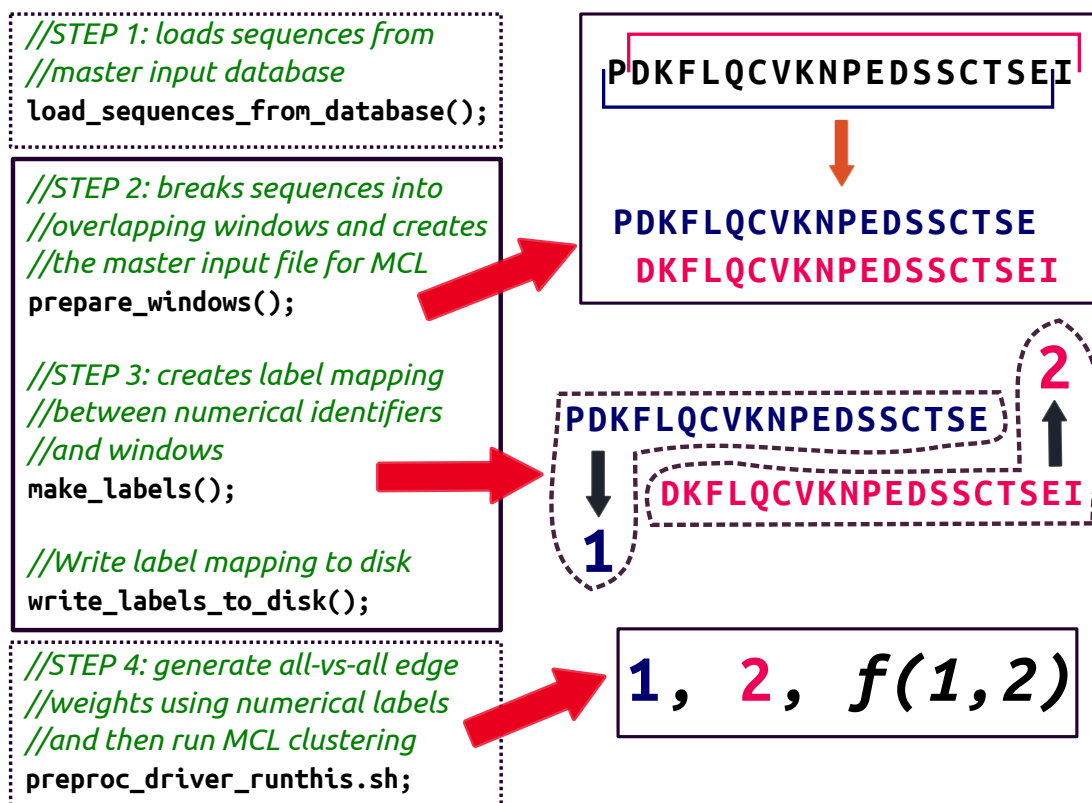 //STEP 1: loads sequences from
//master input database
load_sequences_from_database();
//STEP 2: breaks sequences into
//overlapping windows and creates
//the master input file for MCL
prepare_windows();
//STEP 3: creates label mapping
//between numerical identifiers
//and windows
make_labels();
//Write label mapping to disk
write_labels_to_disk();
//STEP 4: generate all-vs-all edge
//weights using numerical labels
//and then run MCL clustering
preproc_driver_runthis.sh;
PDKFLQCVKNPEDSSCTSEI
PDKFLQCVKNPEDSSCTSE
DKFLQCVKNPEDSSCTSEI
2
PDKFLQCVKNPEDSSCTSE
DKFLQCVKNPEDSSCTSEI
1
1, 2, f(1,2)